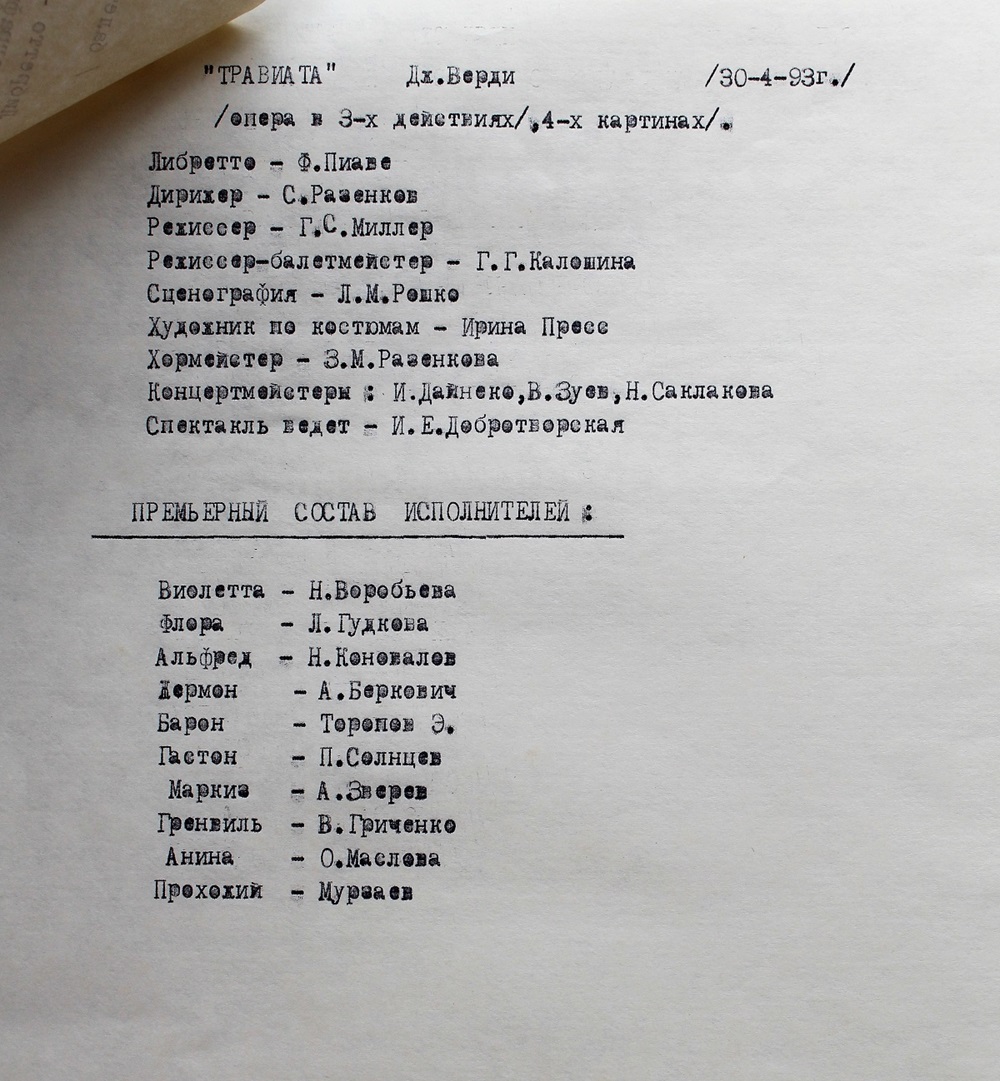 "ТРАВИАТА" Дж.Верди /30-4-93г./
/опера в 3-х действиях/,4-х картинах/.
Либретто - Ф.Пиаве
Дирижер - С.Разенков
Режиссер - Г.С.Миллер
Режиссер-балетмейстер - Г.Г.Калошина
Сценография - Л.М.Рошко
Художник по костюмам - Ирина Пресс
Хормейстер - З.М.Разенкова
Концертмейстеры : И.Дайнеко,В.Зуев,Н.Саклакова
Спектакль ведет - И.Е.Добротворская
ПРЕМЬЕРНЫЙ СОСТАВ ИСПОЛНИТЕЛЕЙ :
Виолетта - Н.Воробьева
Флора - Л.Гудкова
Альфред - Н.Коновалов
Жермон - А.Беркович
Барон - Торопов Э.
Гастон - П.Солнцев
Маркиз - А.Зверев
Гренвиль - В.Гриченко
Анина - О.Маслова
Прохожий - Мурзаев